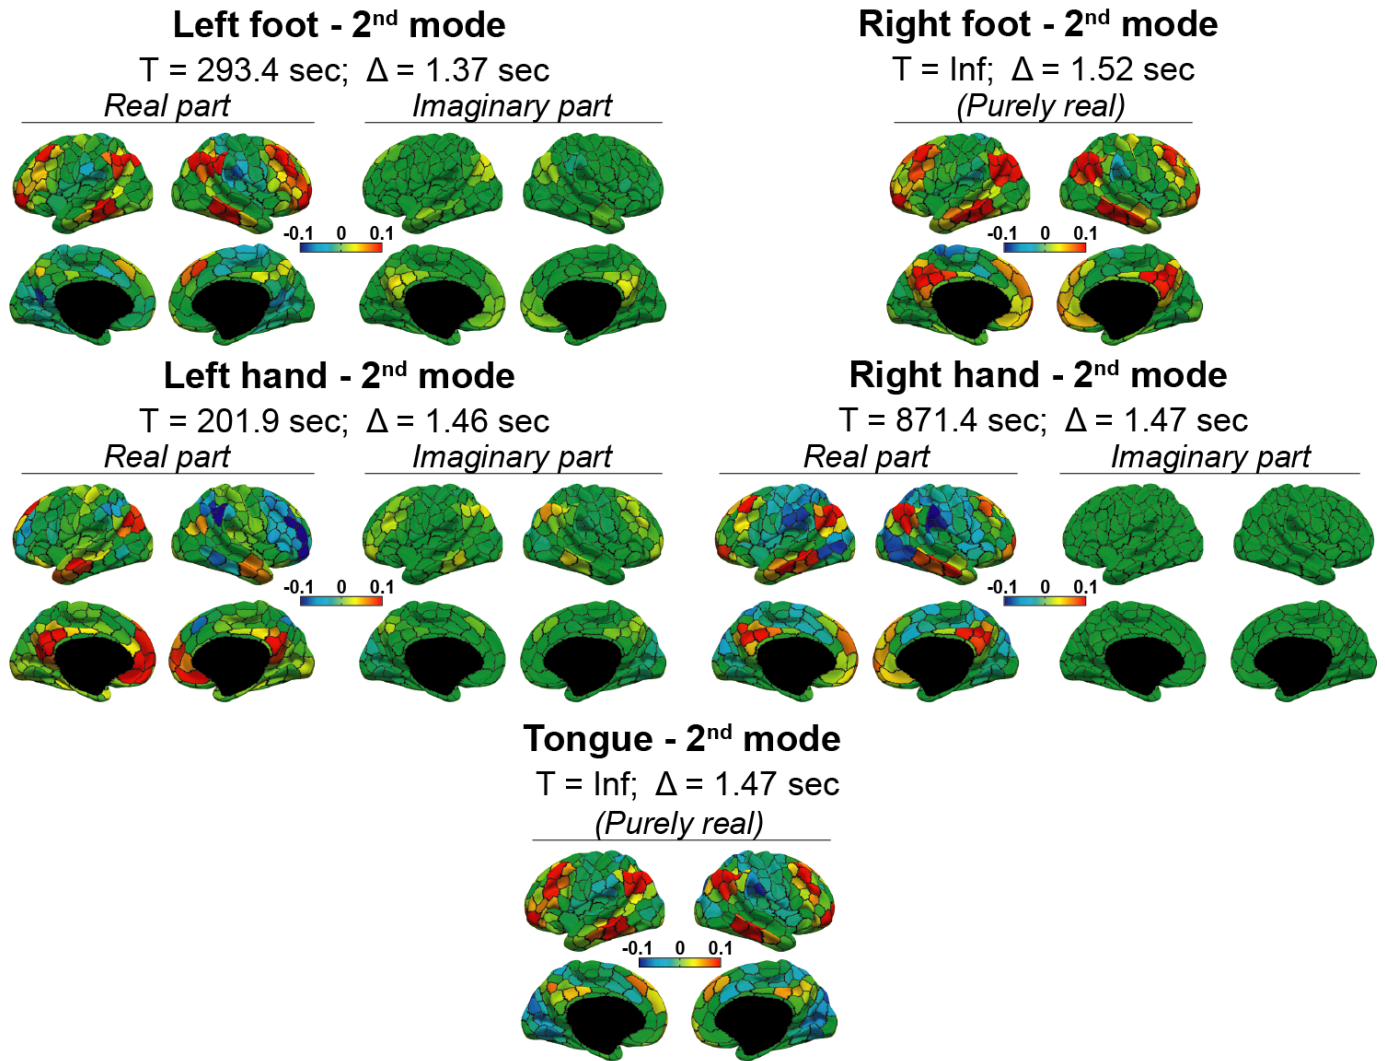 Left foot - 2nd mode
T = 293.4 sec; Δ = 1.37 sec
Real part
Imaginary part
-0.1 0 0.1
Right foot - 2nd mode
T = Inf; Δ = 1.52 sec
(Purely real)
-0.1 0 0.1
Left hand - 2nd mode
T = 201.9 sec; Δ = 1.46 sec
Real part
Imaginary part
-0.1 0 0.1
Right hand - 2nd mode
T = 871.4 sec; Δ = 1.47 sec
Real part
Imaginary part
-0.1 0 0.1
Tongue - 2nd mode
T = Inf; Δ = 1.47 sec
(Purely real)
-0.1 0 0.1